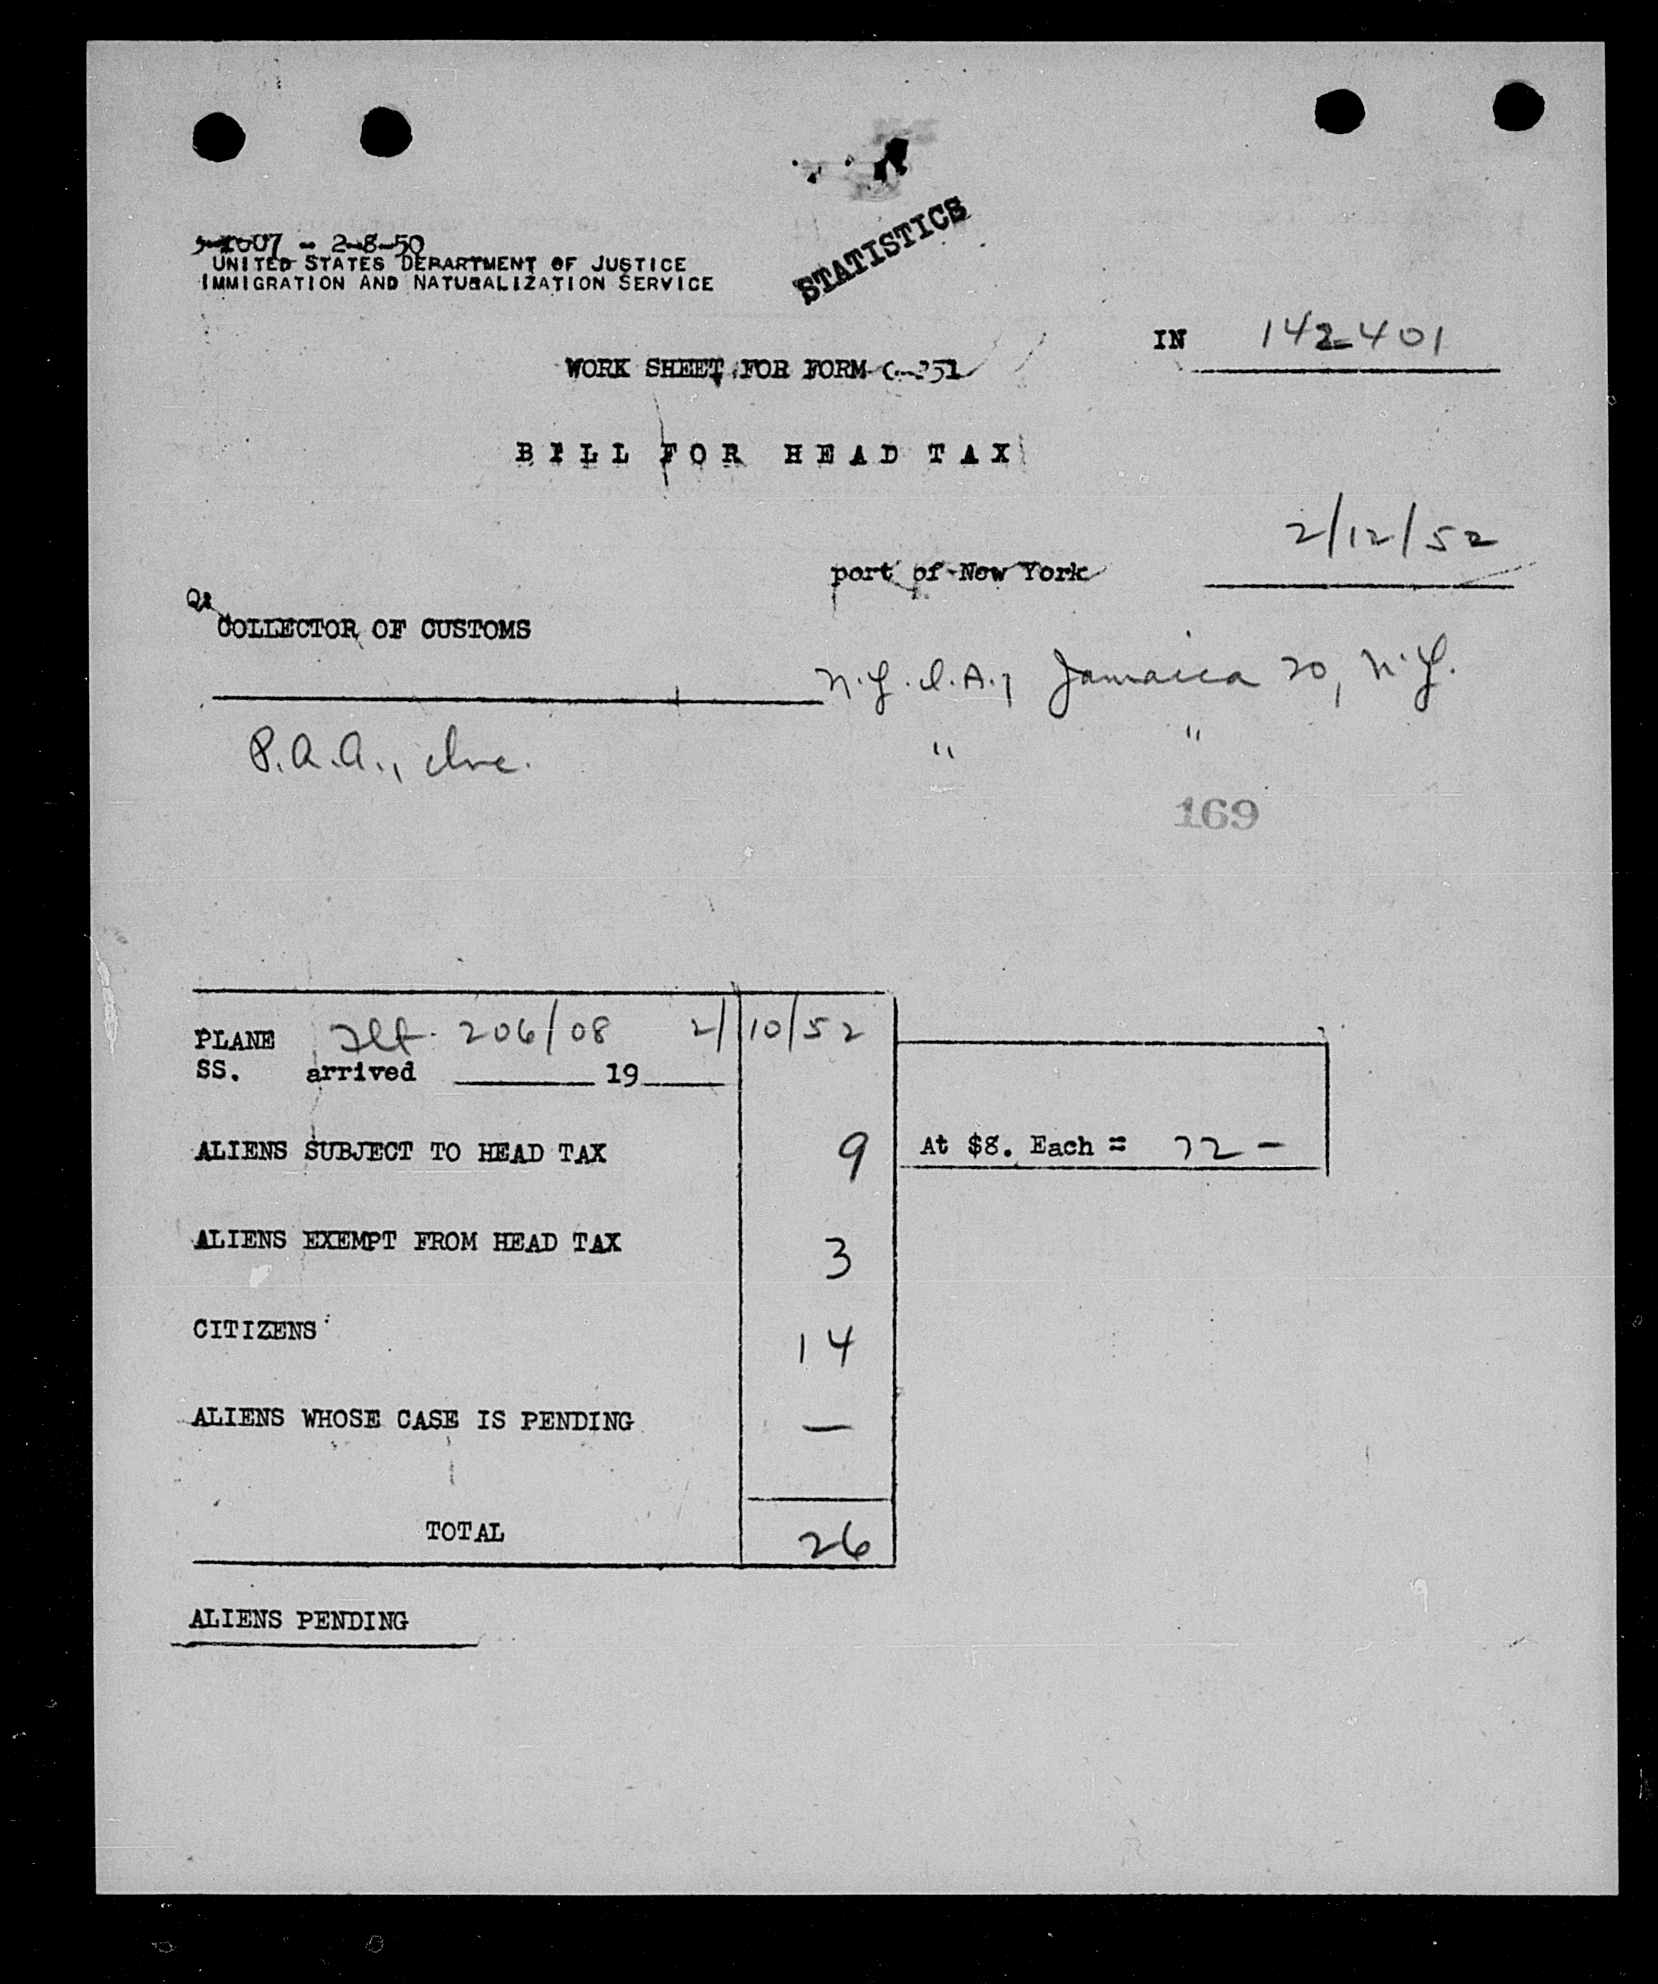 2-8-50
UNITED STATES DEPARTMENT OF JUSTICE
IMMIGRATION AND NATURALIZATION SERVICE
STATISTICS
IN 142401
WORK SHEET FOR FORM
BILL FOR HEAD TAX
2/12/52
port of New York
COLLECTOR OF CUSTOMS
N.Y.I.A., Jamaica 20, N.Y.
P.A.A., Inc. " "
169
PLANE Flt. 206/08 2/10/52
SS. arrived 19
ALIENS SUBJECT TO HEAD TAX 9 At $8. Each = 72 -
ALIENS EXEMPT FROM HEAD TAX 3
CITIZENS 14
ALIENS WHOSE CASE IS PENDING —
TOTAL 26
ALIENS PENDING